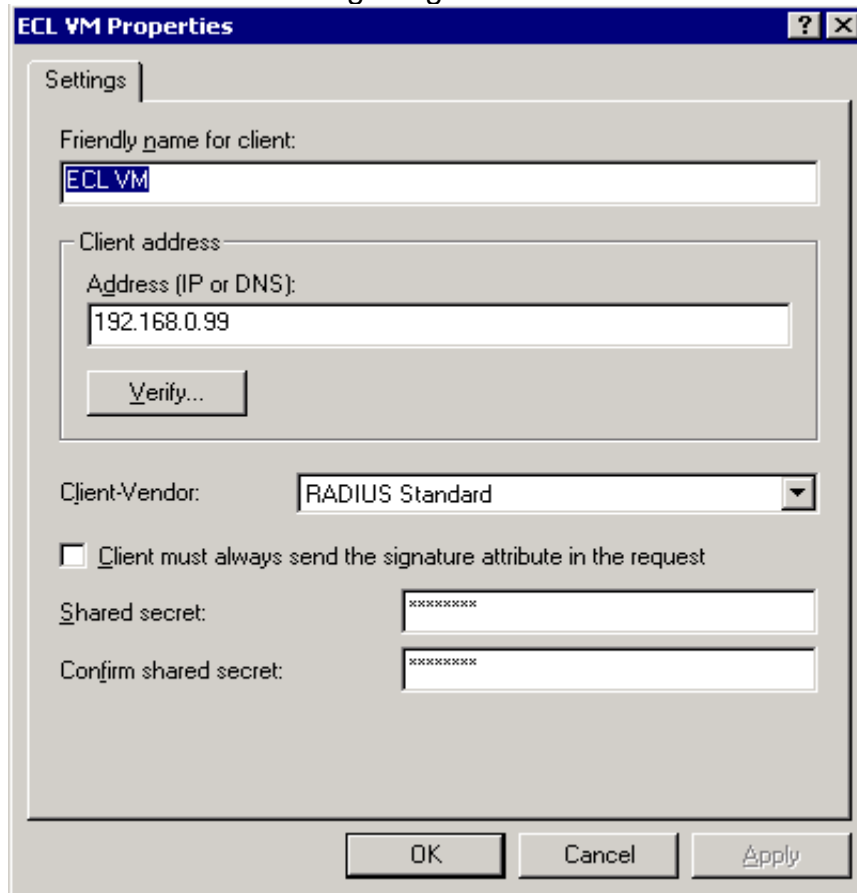 ECL VM Properties
Settings
Friendly name for client:
ECL VM
Client address
Address (IP or DNS):
192.168.0.99
Verify...
Client-Vendor: RADIUS Standard
Client must always send the signature attribute in the request
Shared secret: ********
Confirm shared secret: ********
OK Cancel Apply